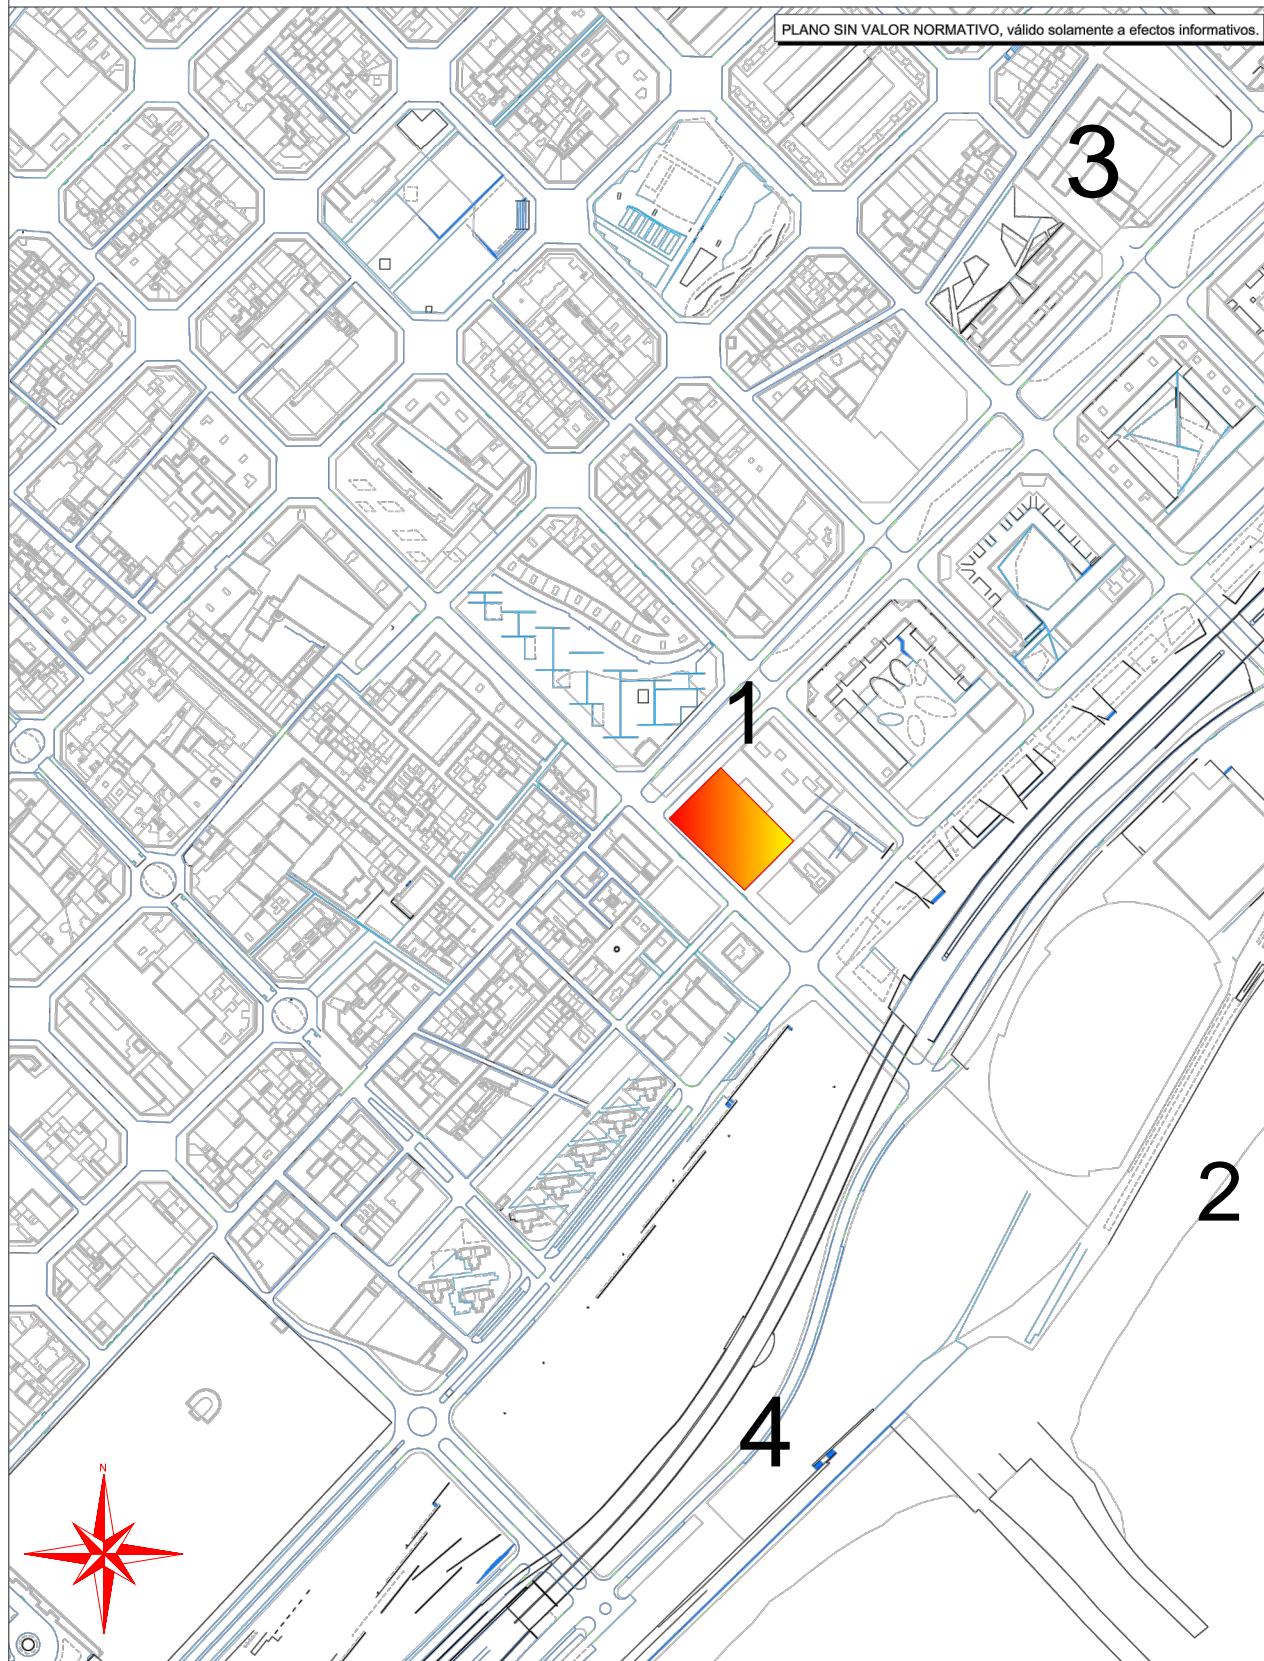 PLANO SIN VALOR NORMATIVO, válido solamente a efectos informativos.
3
1
2
4
N